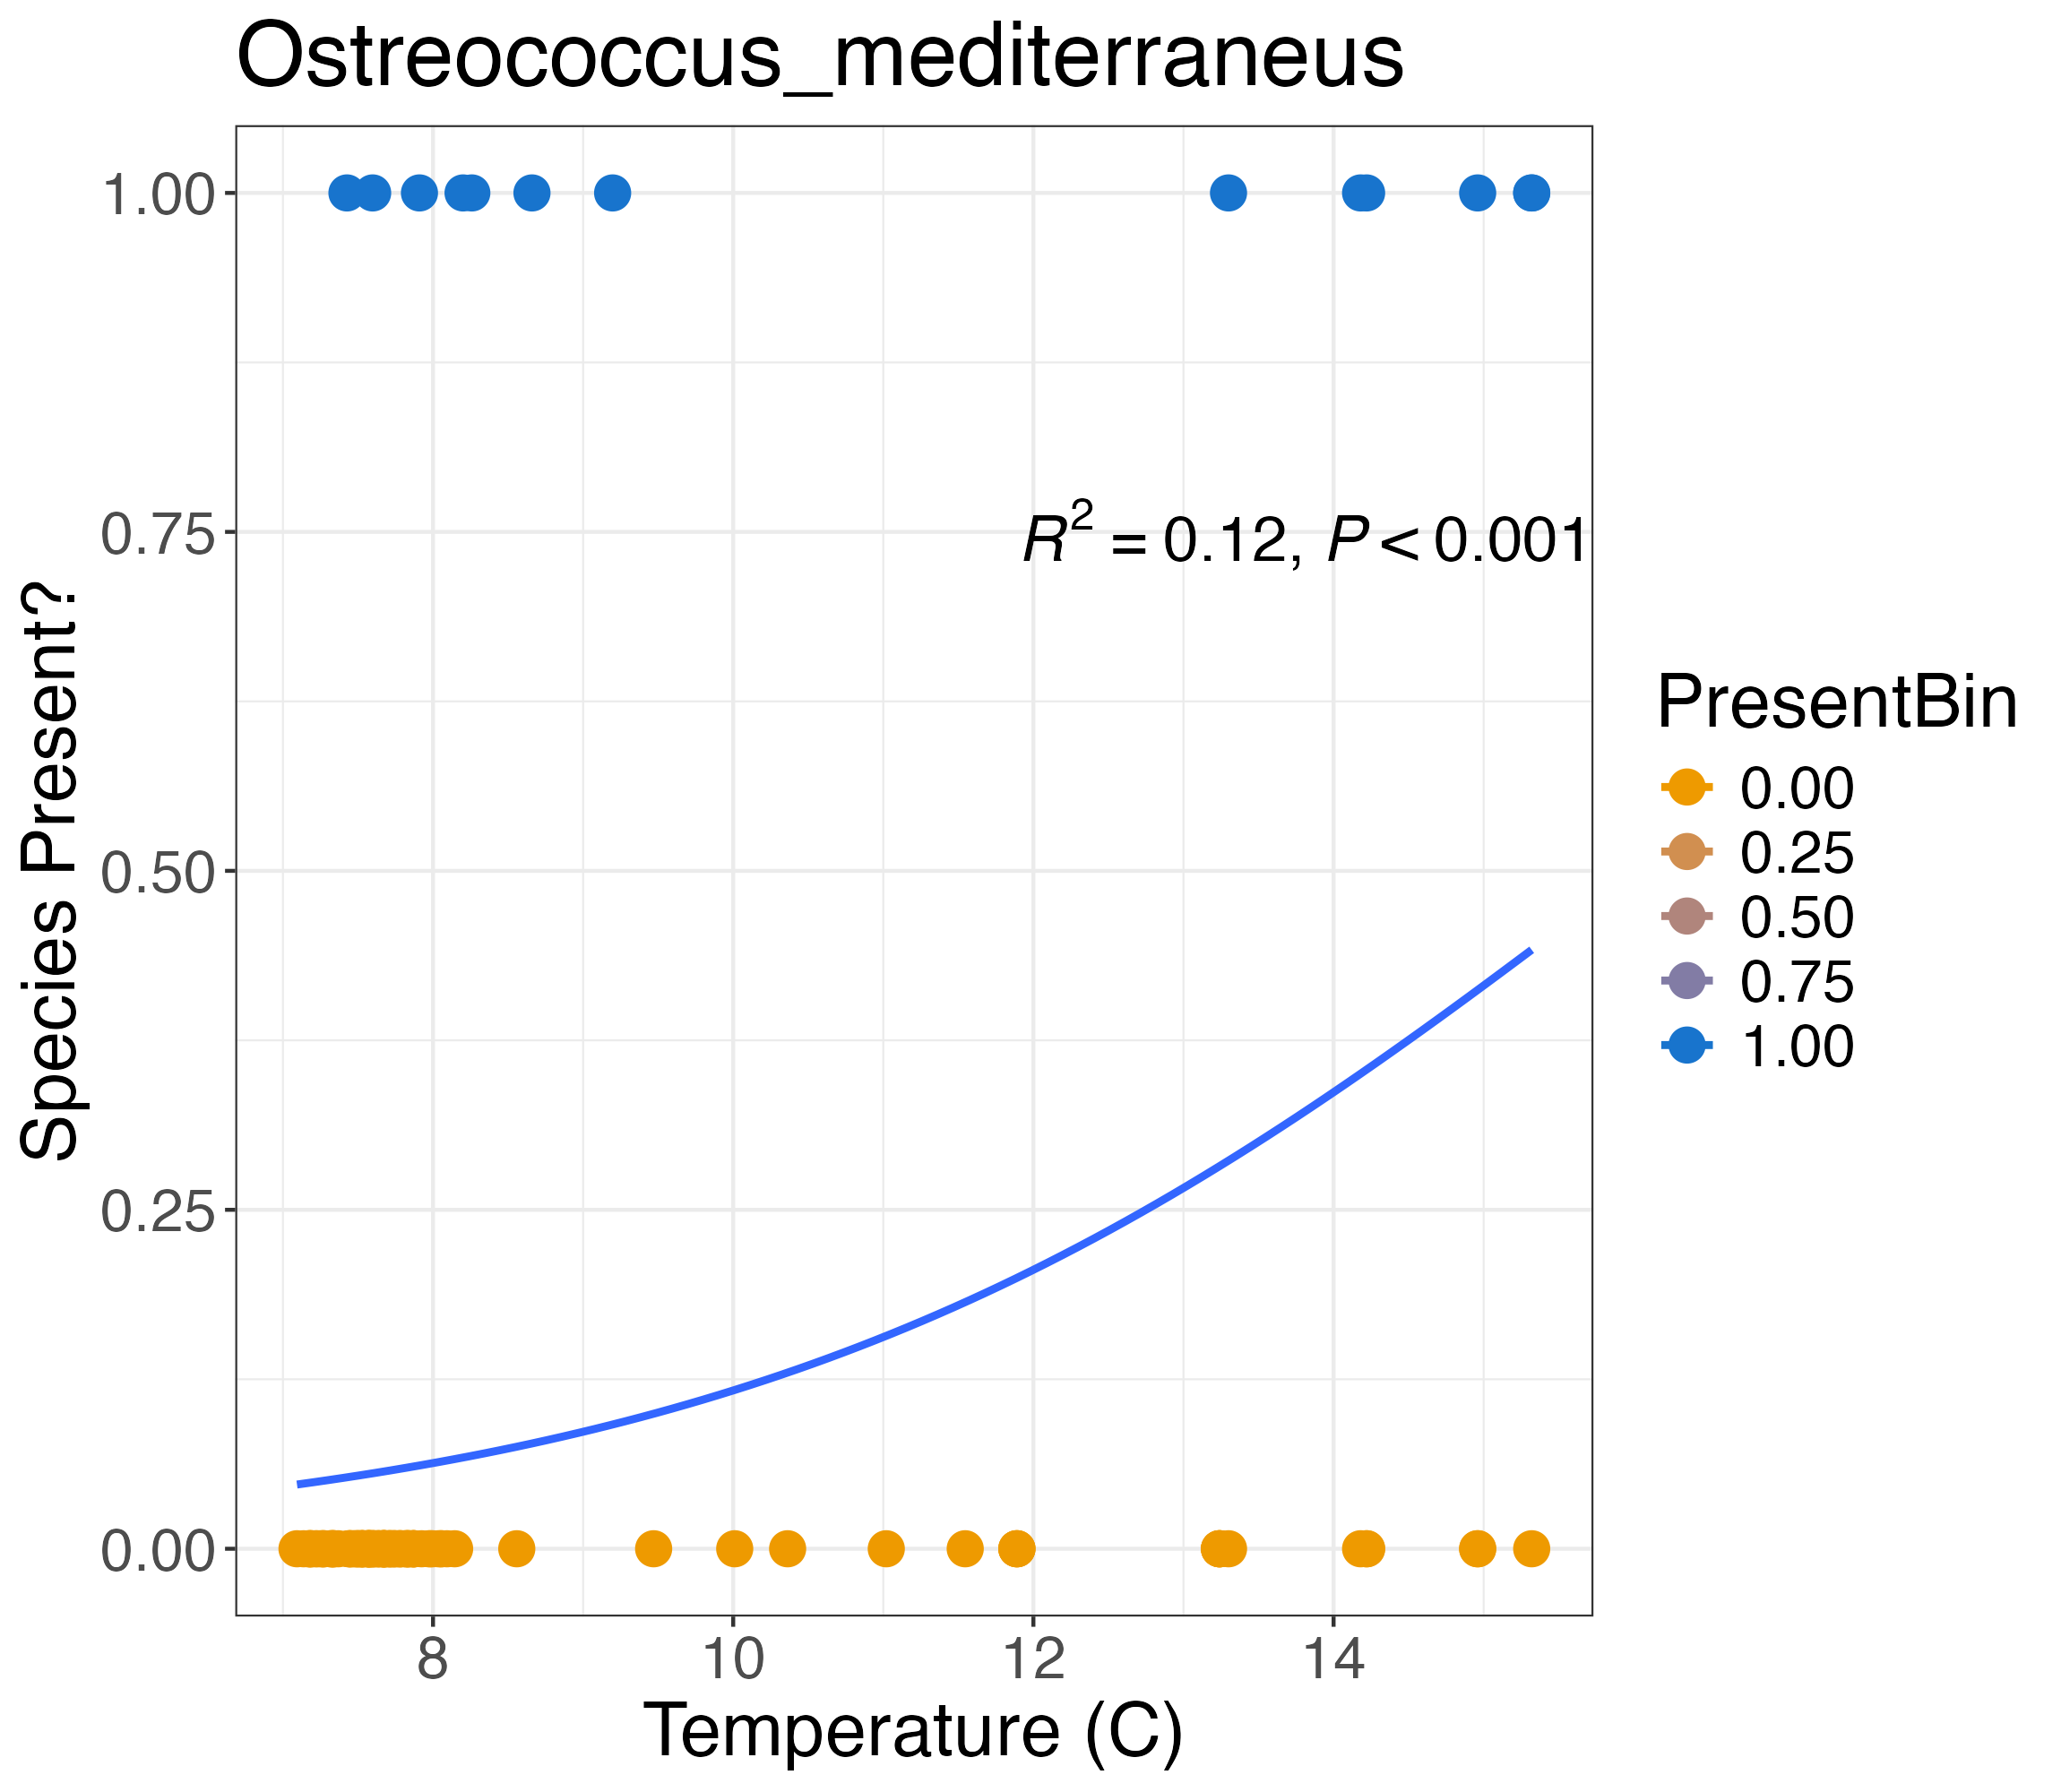 Ostreococcus_mediterraneus
1.00
0.75
0.50
0.25
0.00
Species Present?
R² = 0.12, P < 0.001
8 10 12 14
Temperature (C)
PresentBin
0.00
0.25
0.50
0.75
1.00